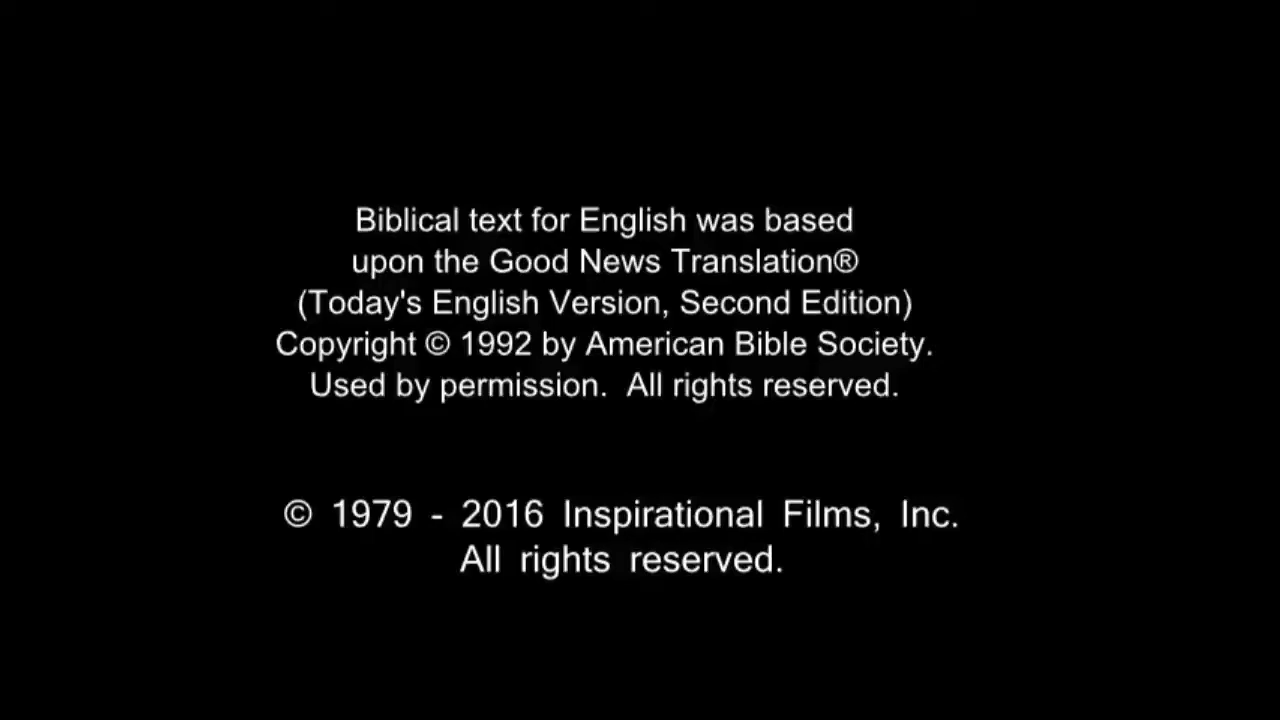 Biblical text for English was based
upon the Good News Translation®
(Today's English Version, Second Edition)
Copyright © 1992 by American Bible Society.
Used by permission.  All rights reserved.
© 1979 - 2016 Inspirational Films, Inc.
All rights reserved.